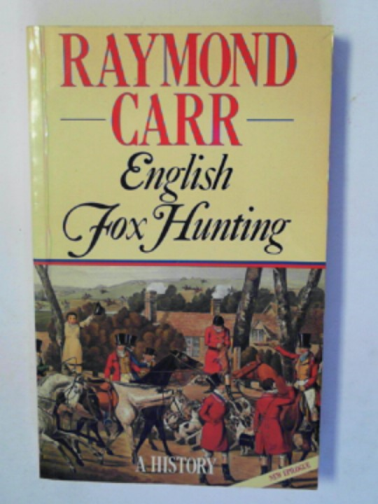 RAYMOND
CARR
English
Fox Hunting
A HISTORY
NEW EPILOGUE